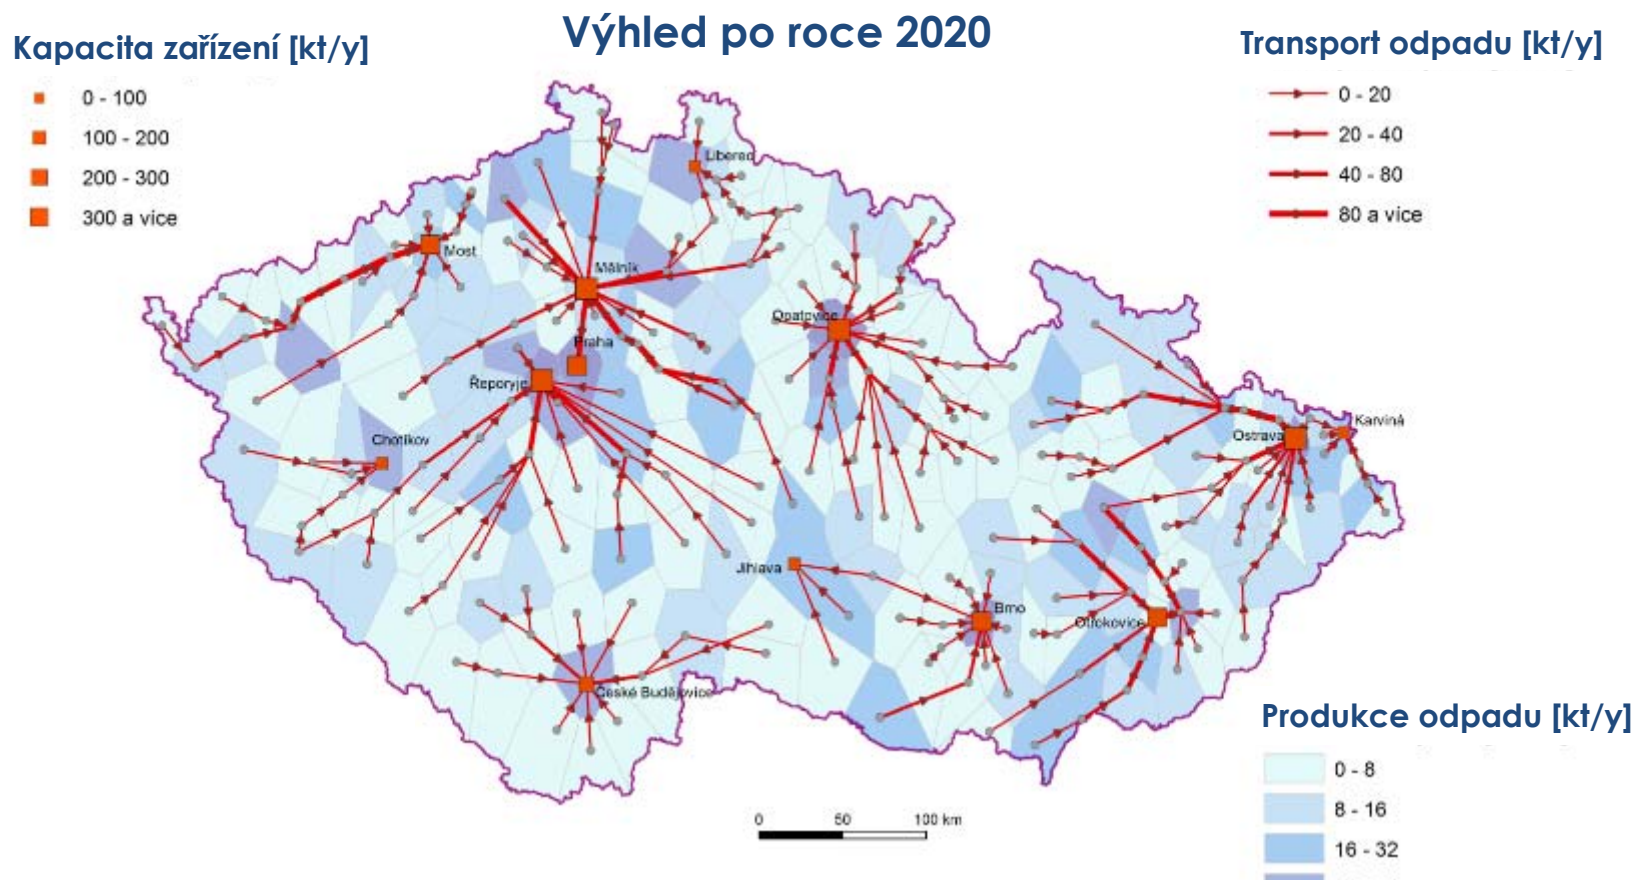 Výhled po roce 2020
Kapacita zařízení [kt/y]
0 - 100
100 - 200
200 - 300
300 a více
Transport odpadu [kt/y]
0 - 20
20 - 40
40 - 80
80 a více
Liberec
Most
Mělník
Opatovice
Praha
Řeporyje
Chotíkov
Karviná
Ostrava
Jihlava
Brno
Otrokovice
České Budějovice
Produkce odpadu [kt/y]
0 - 8
8 - 16
16 - 32
0 50 100 km